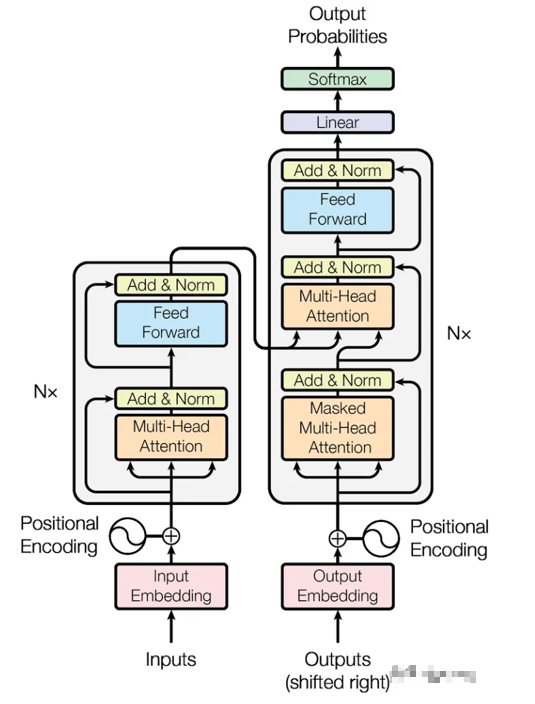 Output
Probabilities
Softmax
Linear
Add & Norm
Feed
Forward
Add & Norm
Multi-Head
Attention
Add & Norm
Masked
Multi-Head
Attention
Nx
Add & Norm
Feed
Forward
Add & Norm
Multi-Head
Attention
Nx
Positional
Encoding
Positional
Encoding
Input
Embedding
Output
Embedding
Inputs
Outputs
(shifted right)